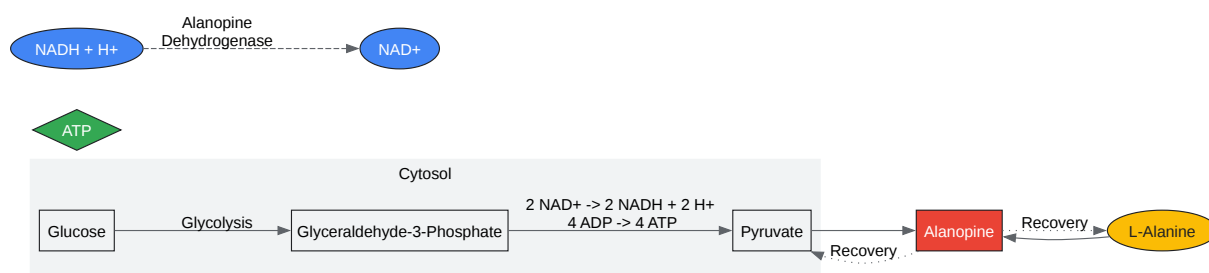 Alanopine
Dehydrogenase
NADH + H+
NAD+
ATP
Cytosol
2 NAD+ -> 2 NADH + 2 H+
4 ADP -> 4 ATP
Glucose
Glycolysis
Glyceraldehyde-3-Phosphate
Pyruvate
Recovery
Alanopine
Recovery
L-Alanine